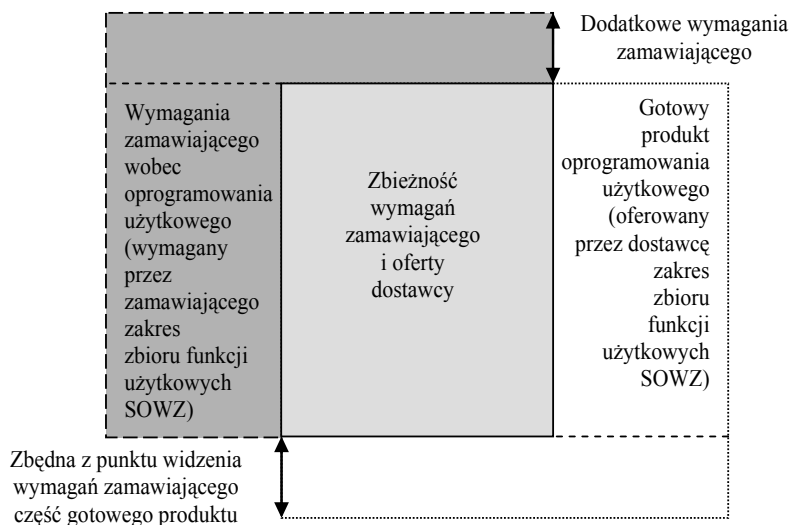 Dodatkowe wymagania
zamawiającego
Wymagania
zamawiającego
wobec
oprogramowania
użytkowego
(wymagany
przez
zamawiającego
zakres
zbioru funkcji
użytkowych
SOWZ)
Zbieżność
wymagań
zamawiającego
i oferty
dostawcy
Gotowy
produkt
oprogramowania
użytkowego
(oferowany
przez dostawcę
zakres
zbioru
funkcji
użytkowych
SOWZ)
Zbędna z punktu widzenia
wymagań zamawiającego
część gotowego produktu